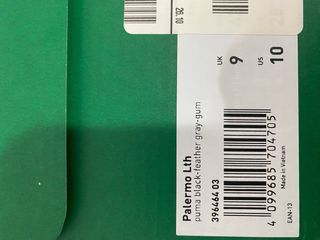 Palermo Lth
puma black-feather gray-gum
396464 03
UK
9
US
10
4 099685 704705
Made in Vietnam
EAN-13